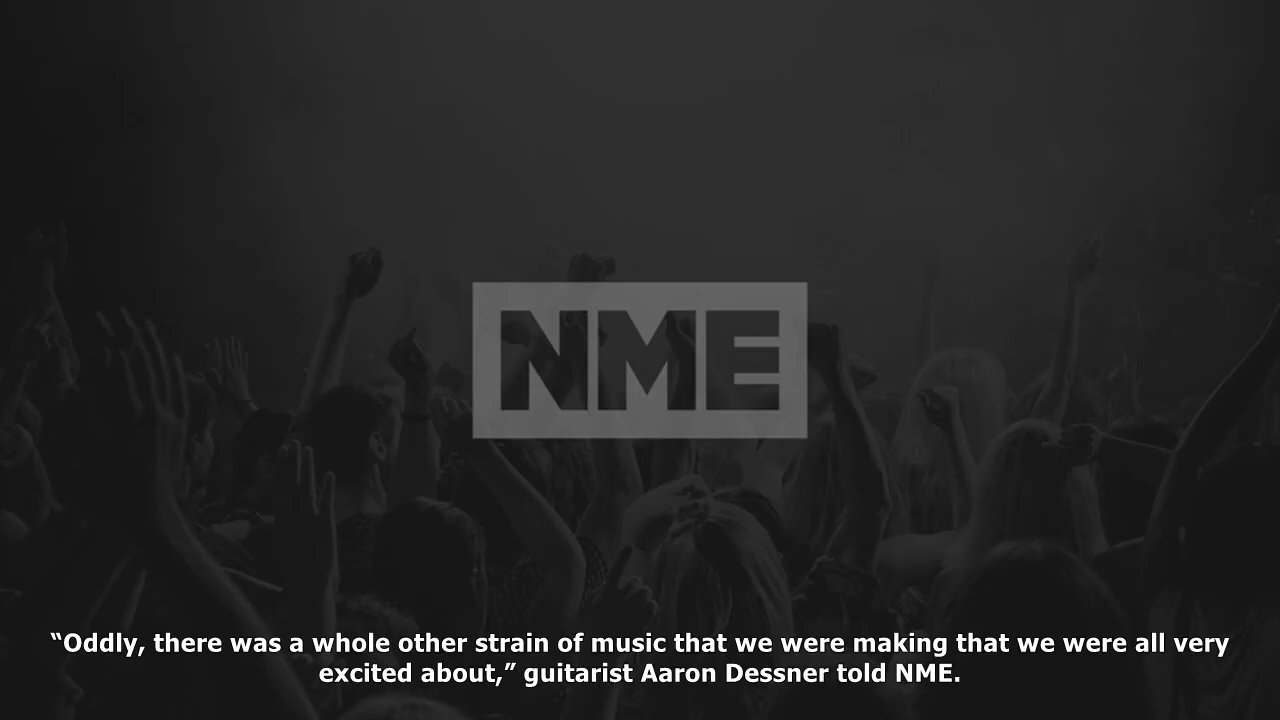 NME
“Oddly, there was a whole other strain of music that we were making that we were all very
excited about,” guitarist Aaron Dessner told NME.